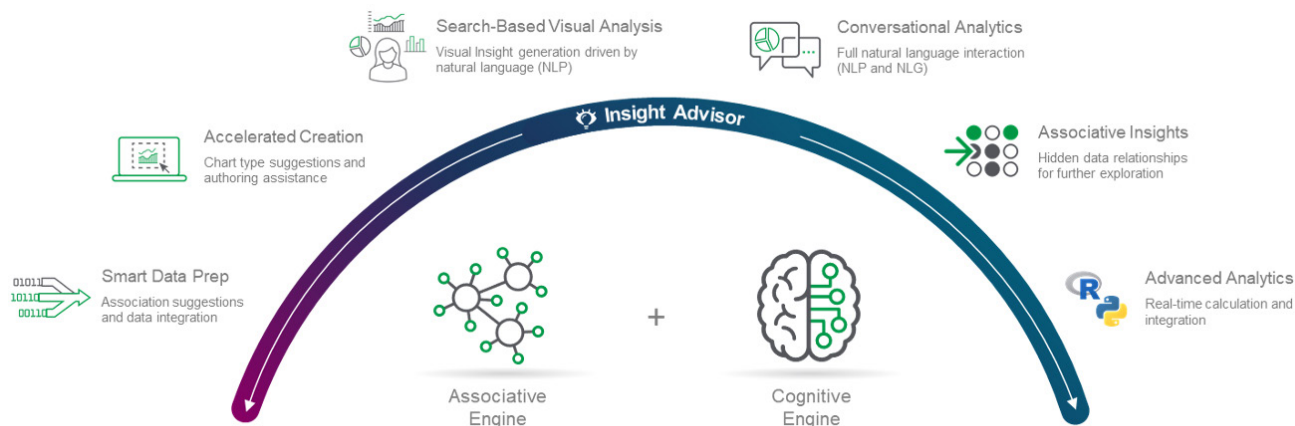 Search-Based Visual Analysis
Visual Insight generation driven by
natural language (NLP)
Conversational Analytics
Full natural language interaction
(NLP and NLG)
Insight Advisor
Accelerated Creation
Chart type suggestions and
authoring assistance
Associative Insights
Hidden data relationships
for further exploration
01011
10110
00110
Smart Data Prep
Association suggestions
and data integration
R
Advanced Analytics
Real-time calculation and
integration
+
Associative
Engine
Cognitive
Engine